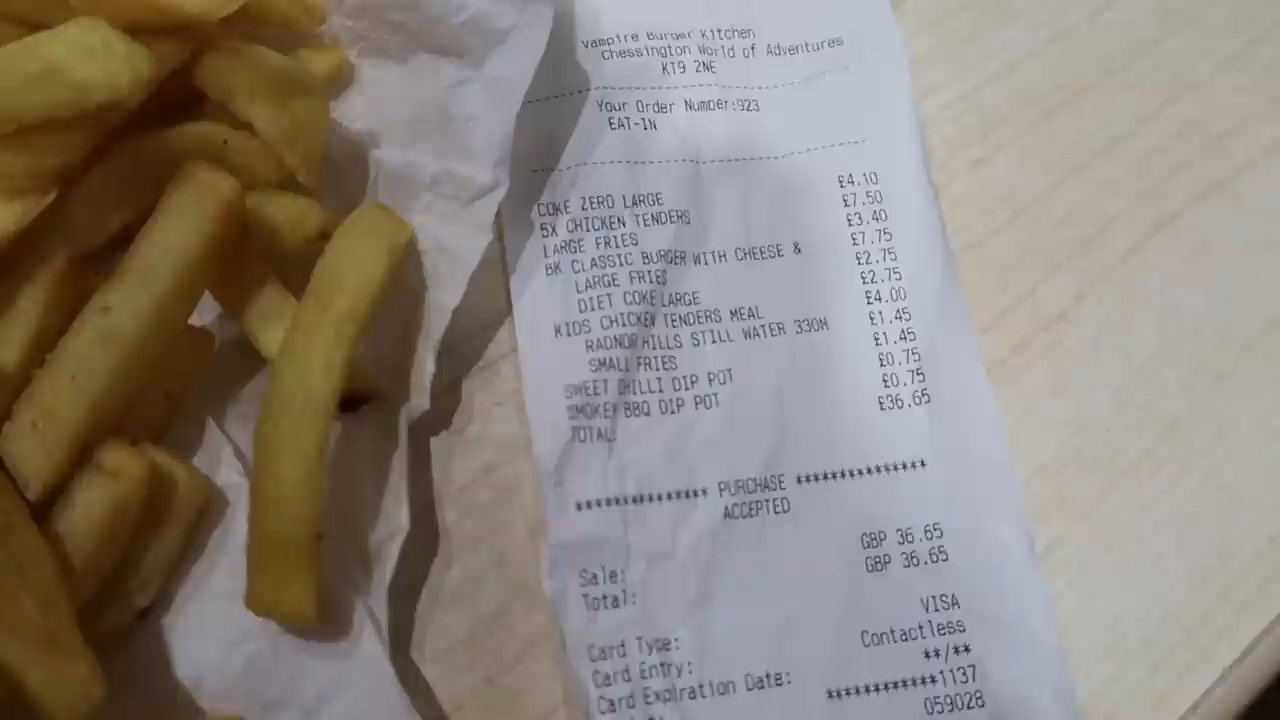 Vampire Burger Kitchen
Chessington World of Adventures
KT9 2NE
--------------------------------
Your Order Number:923
EAT-IN
--------------------------------
COKE ZERO LARGE £4.10
5X CHICKEN TENDERS £7.50
LARGE FRIES £3.40
BK CLASSIC BURGER WITH CHEESE & £7.75
LARGE FRIES £2.75
DIET COKE LARGE £2.75
KIDS CHICKEN TENDERS MEAL £4.00
RADNOR HILLS STILL WATER 330M £1.45
SMALL FRIES £1.45
SWEET CHILLI DIP POT £0.75
SMOKEY BBQ DIP POT £0.75
TOTAL: £36.65
*************** PURCHASE ***************
ACCEPTED
Sale: GBP 36.65
Total: GBP 36.65
Card Type: VISA
Card Entry: Contactless
Card Expiration Date: **/**
************1137
059028